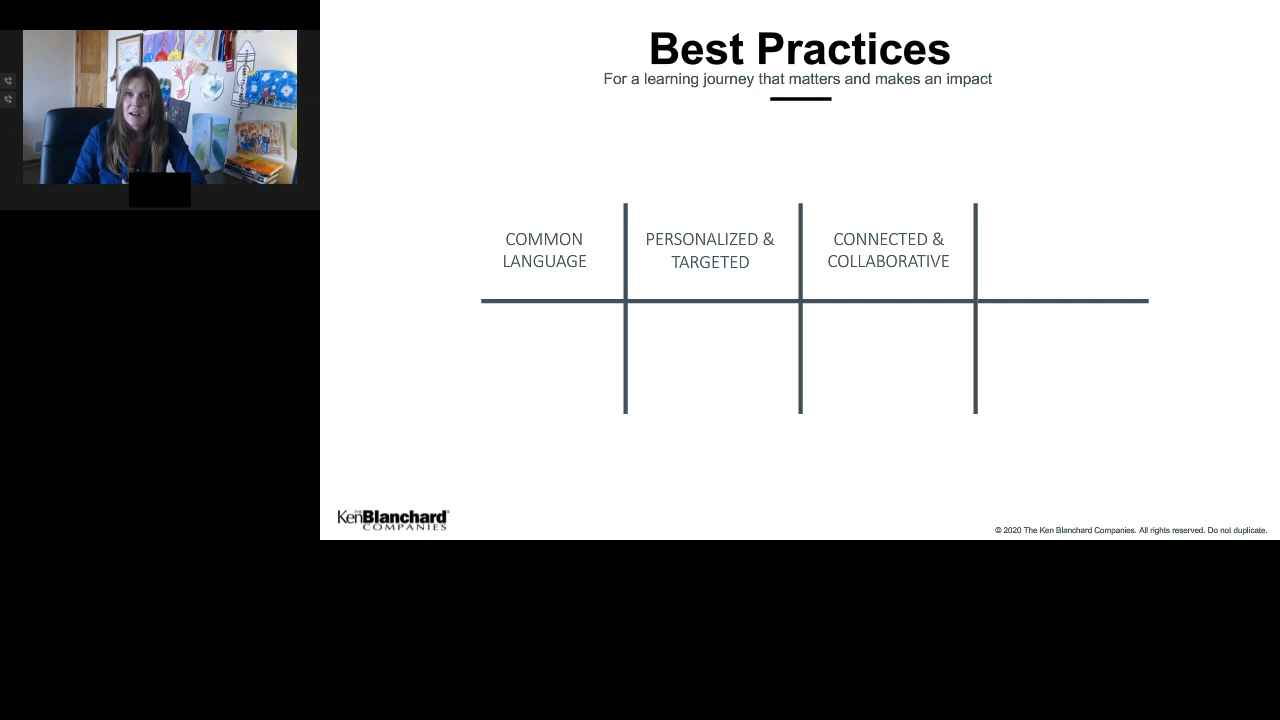 Best Practices
For a learning journey that matters and makes an impact
COMMON
LANGUAGE
PERSONALIZED &
TARGETED
CONNECTED &
COLLABORATIVE
THE
KenBlanchard®
COMPANIES
© 2020 The Ken Blanchard Companies. All rights reserved. Do not duplicate.